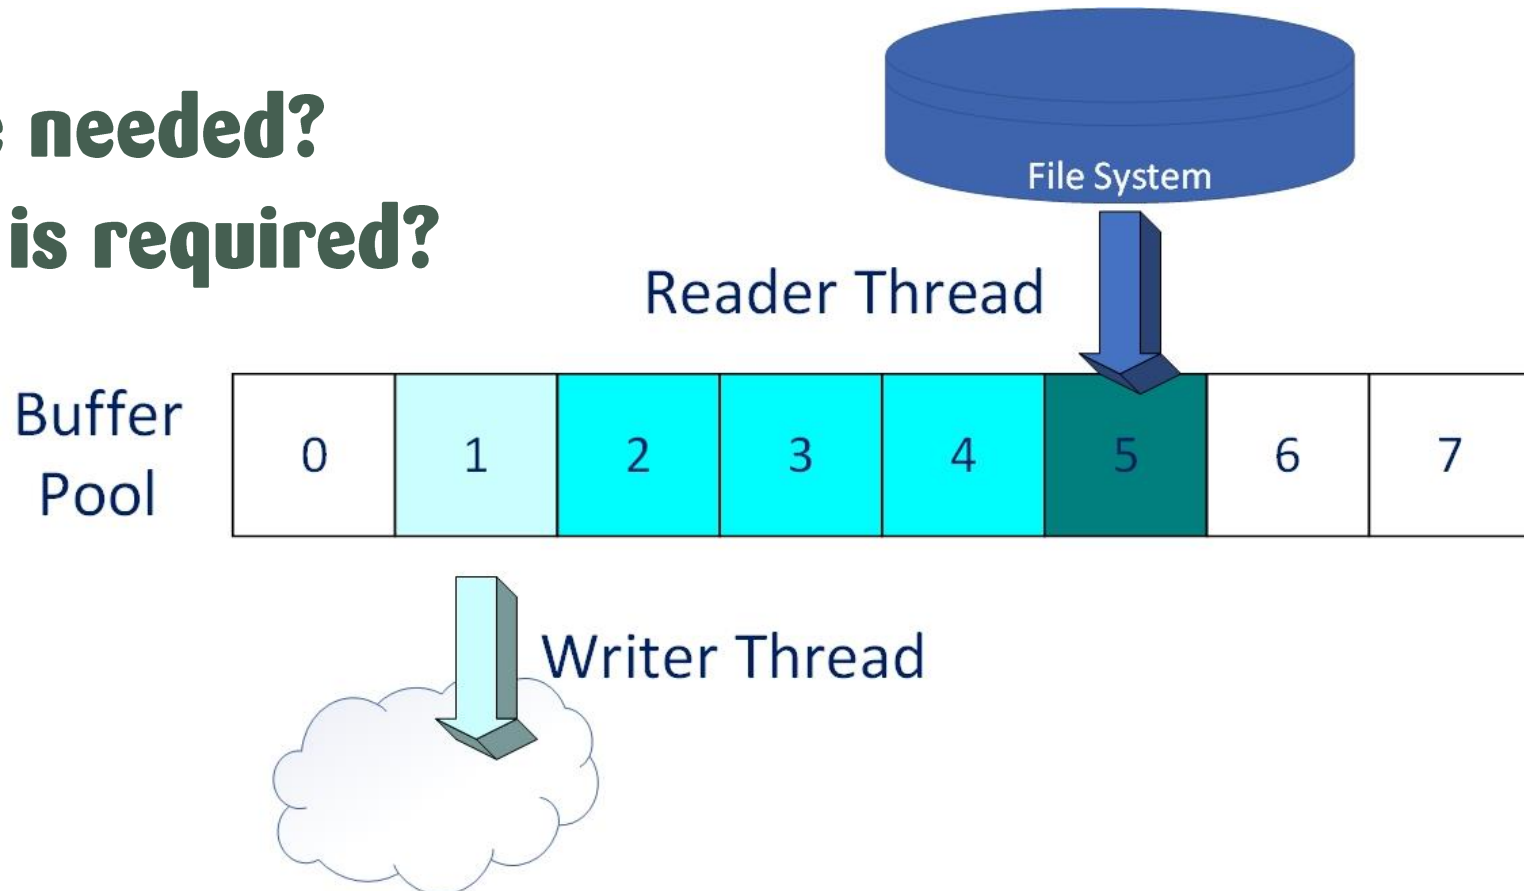 needed?
is required?
File System
Reader Thread
Buffer
Pool
0 1 2 3 4 5 6 7
Writer Thread